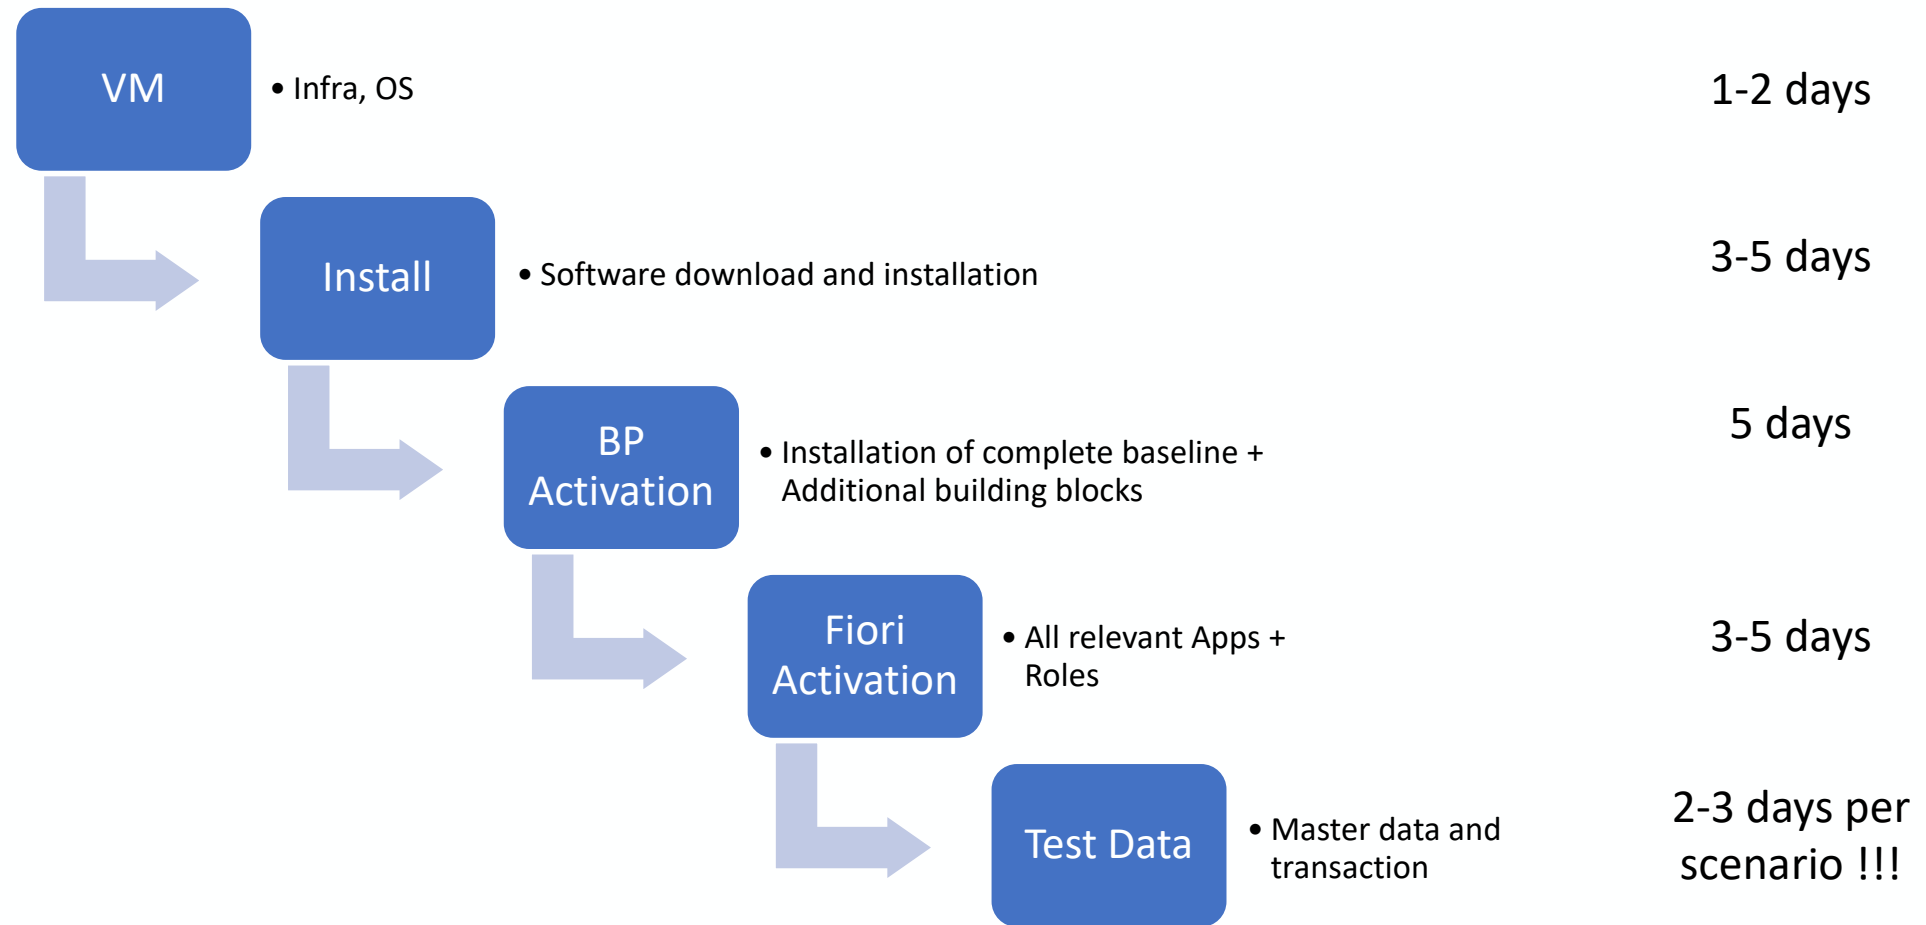 VM
• Infra, OS
1-2 days
Install
• Software download and installation
3-5 days
BP
Activation
• Installation of complete baseline +
Additional building blocks
5 days
Fiori
Activation
• All relevant Apps +
Roles
3-5 days
Test Data
• Master data and
transaction
2-3 days per
scenario !!!